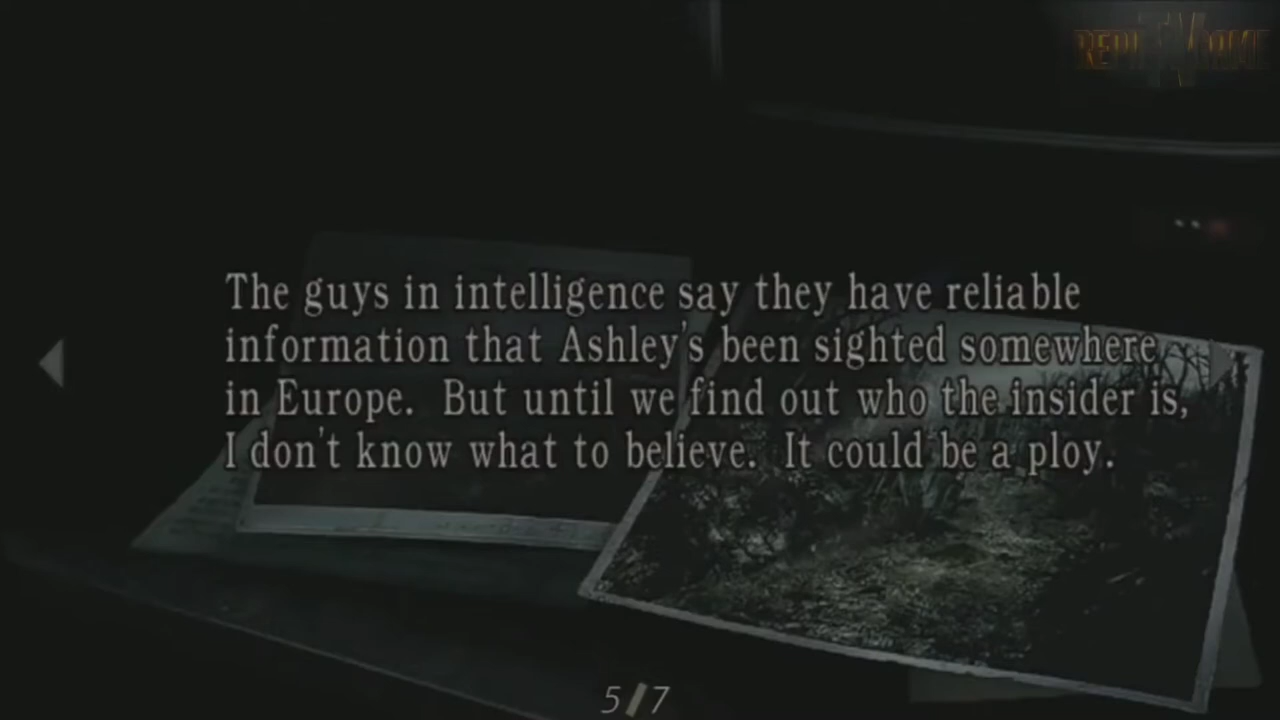 The guys in intelligence say they have reliable
information that Ashley's been sighted somewhere
in Europe.  But until we find out who the insider is,
I don't know what to believe.  It could be a ploy.
5/7